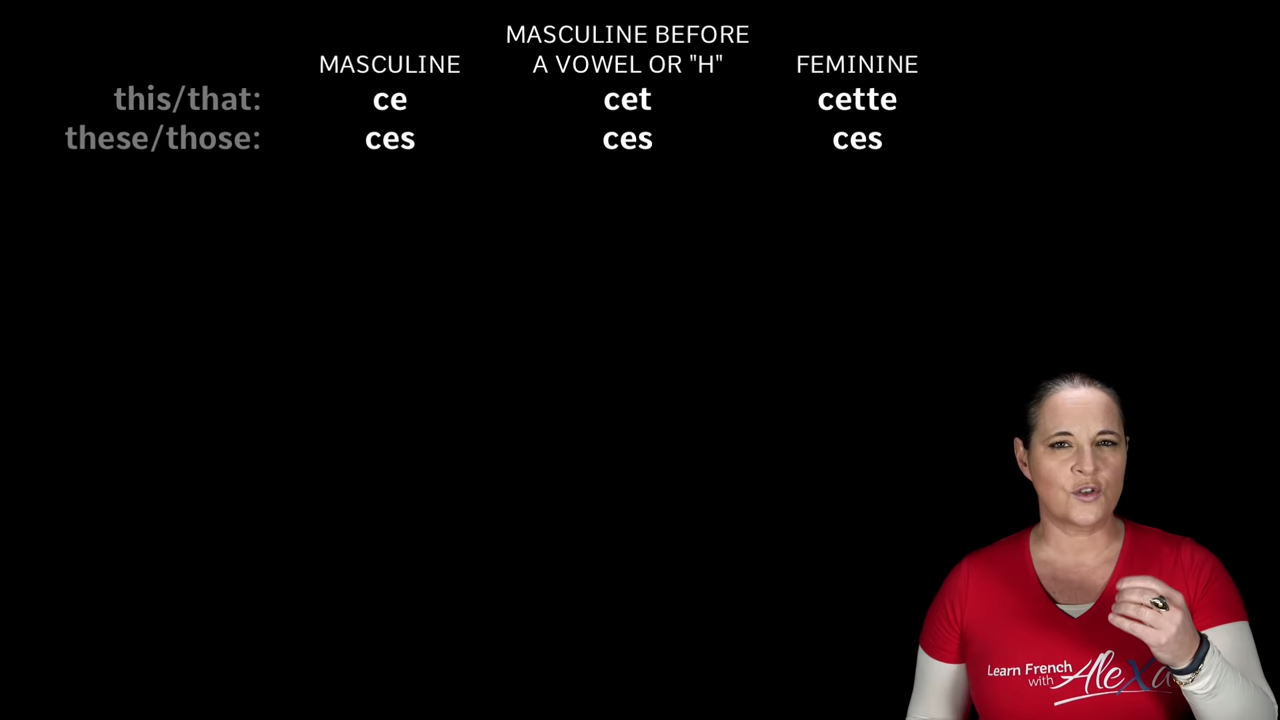 MASCULINE MASCULINE BEFORE A VOWEL OR "H" FEMININE
this/that: ce cet cette
these/those: ces ces ces
Learn French
with Alexa